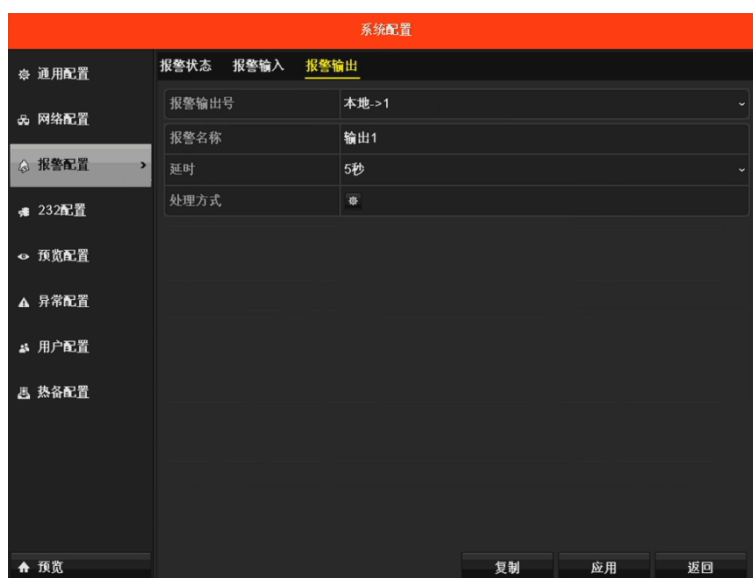 系统配置
通用配置
网络配置
报警配置
232配置
预览配置
异常配置
用户配置
热备配置
预览
报警状态 报警输入 报警输出
报警输出号 本地->1
报警名称 输出1
延时 5秒
处理方式
复制 应用 返回